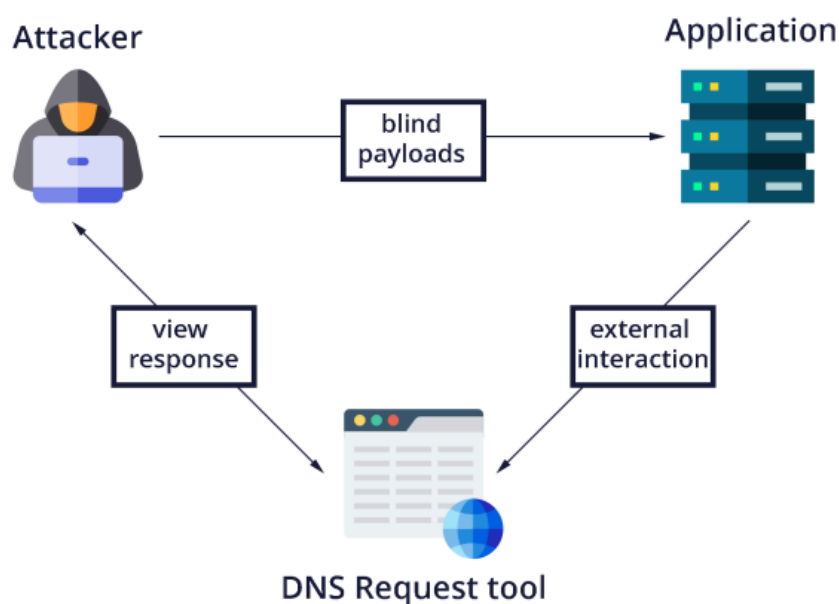 Attacker
Application
blind
payloads
view
response
external
interaction
DNS Request tool